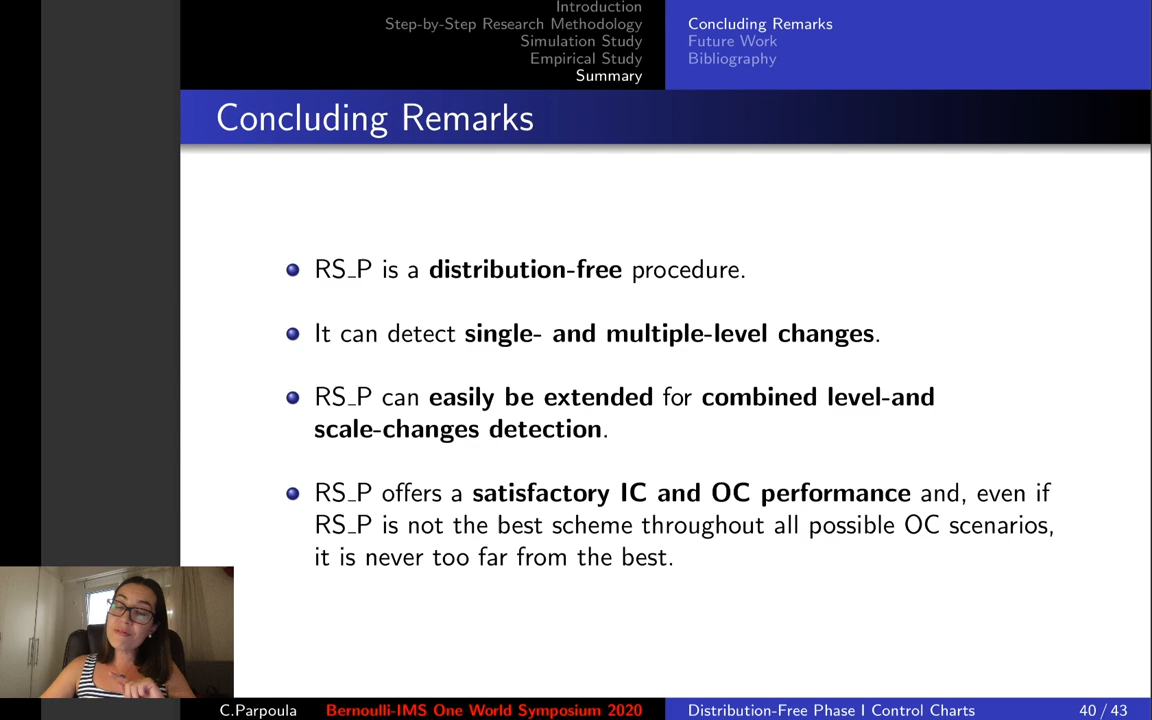 Introduction
Step-by-Step Research Methodology
Simulation Study
Empirical Study
Summary
Concluding Remarks
Future Work
Bibliography
Concluding Remarks
RS_P is a distribution-free procedure.
It can detect single- and multiple-level changes.
RS_P can easily be extended for combined level-and
scale-changes detection.
RS_P offers a satisfactory IC and OC performance and, even if
RS_P is not the best scheme throughout all possible OC scenarios,
it is never too far from the best.
C.Parpoula Bernoulli-IMS One World Symposium 2020 Distribution-Free Phase I Control Charts 40 / 43